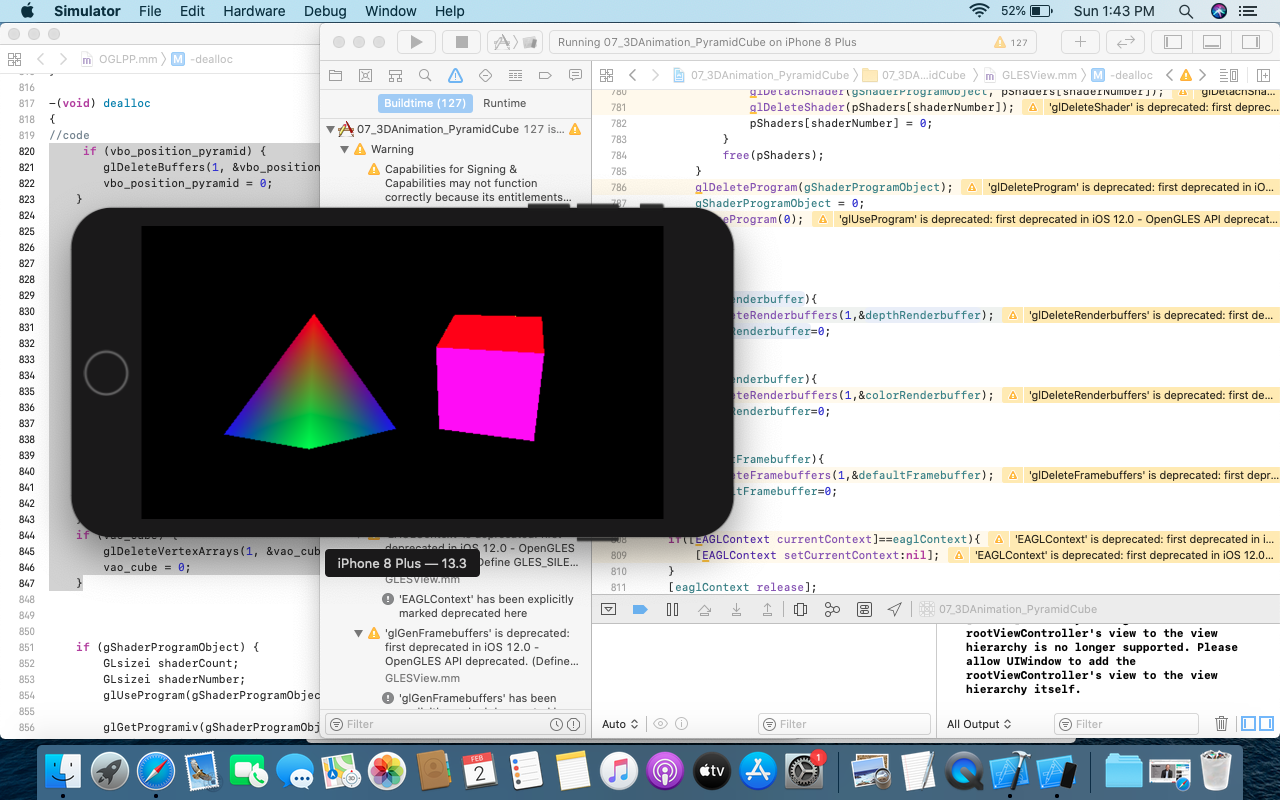 Simulator File Edit Hardware Debug Window Help 52% Sun 1:43 PM
OGLPP.mm M -dealloc
816
817 -(void) dealloc
818 {
819 //code
820 if (vbo_position_pyramid) {
821 glDeleteBuffers(1, &vbo_position
822 vbo_position_pyramid = 0;
823 }
824
825
826
827
828
829
830
831
832
833
834
835
836
837
838
839
840
841
842
843
844
845 glDeleteVertexArrays(1, &vao_cube
846 vao_cube = 0;
847 }
848
849
850
851 if (gShaderProgramObject) {
852 GLsizei shaderCount;
853 GLsizei shaderNumber;
854 glUseProgram(gShaderProgramObjec
855
856 glGetProgramiv(gShaderProgramObj
Running 07_3DAnimation_PyramidCube on iPhone 8 Plus 127
Buildtime (127) Runtime
07_3DAnimation_PyramidCube 127 is...
Warning
Capabilities for Signing &
Capabilities may not function
correctly because its entitlements...
deprecated in iOS 12.0 - OpenGLES
Define GLES_SILE...
GLESView.mm
'EAGLContext' has been explicitly
marked deprecated here
'glGenFramebuffers' is deprecated:
first deprecated in iOS 12.0 -
OpenGLES API deprecated. (Define...
GLESView.mm
'glGenFramebuffers' has been
Filter
iPhone 8 Plus — 13.3
07_3DAnimation_PyramidCube 07_3DA...idCube GLESView.mm M -dealloc
780 glDetachShader(gShaderProgramObject, pShaders[shaderNumber]); 'glDetachSha...
781 glDeleteShader(pShaders[shaderNumber]); 'glDeleteShader' is deprecated: first deprec...
782 pShaders[shaderNumber] = 0;
783 }
784 free(pShaders);
785 }
786 glDeleteProgram(gShaderProgramObject); 'glDeleteProgram' is deprecated: first deprecated in iO...
787 gShaderProgramObject = 0;
eProgram(0); 'glUseProgram' is deprecated: first deprecated in iOS 12.0 - OpenGLES API deprecat...
enderbuffer){
eteRenderbuffers(1,&depthRenderbuffer); 'glDeleteRenderbuffers' is deprecated: first de...
Renderbuffer=0;
enderbuffer){
eteRenderbuffers(1,&colorRenderbuffer); 'glDeleteRenderbuffers' is deprecated: first de...
Renderbuffer=0;
tFramebuffer){
eteFramebuffers(1,&defaultFramebuffer); 'glDeleteFramebuffers' is deprecated: first depr...
ltFramebuffer=0;
808 if([EAGLContext currentContext]==eaglContext){ 'EAGLContext' is deprecated: first deprecated in i...
809 [EAGLContext setCurrentContext:nil]; 'EAGLContext' is deprecated: first deprecated in iOS 12.0...
810 }
811 [eaglContext release];
07_3DAnimation_PyramidCube
rootViewController's view to the view
hierarchy is no longer supported. Please
allow UIWindow to add the
rootViewController's view to the view
hierarchy itself.
Auto Filter All Output Filter
FEB
2
tv
1